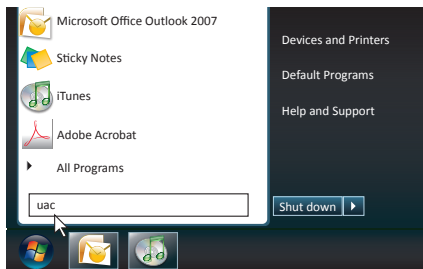 Microsoft Office Outlook 2007
Sticky Notes
iTunes
Adobe Acrobat
All Programs
uac
Devices and Printers
Default Programs
Help and Support
Shut down